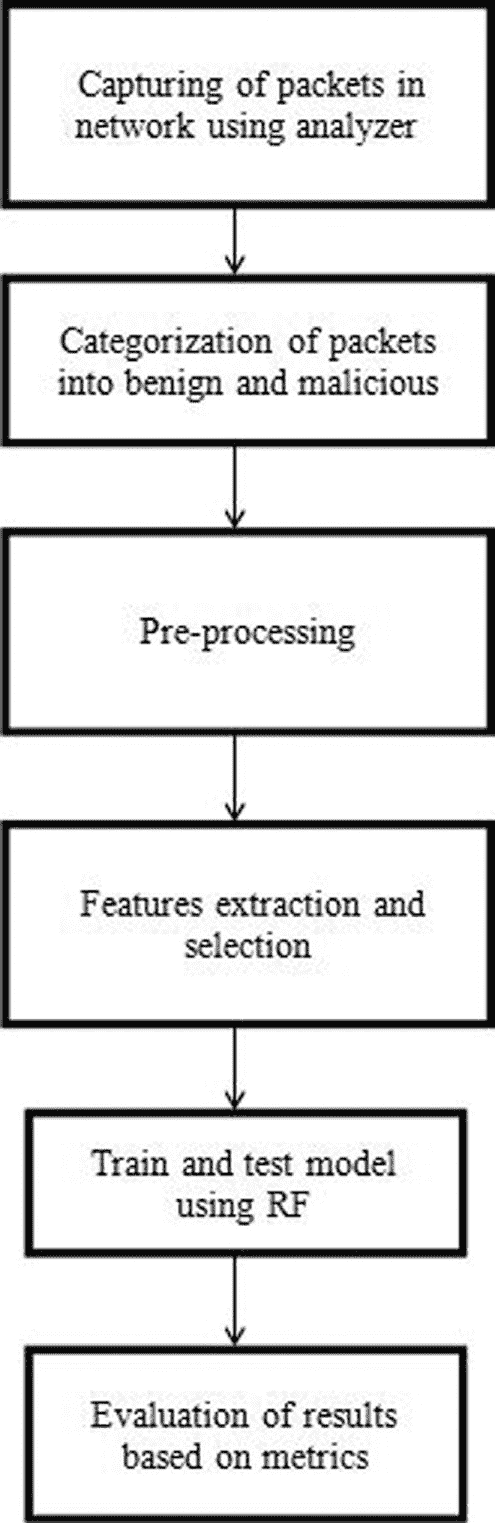 Capturing of packets in
network using analyzer
Categorization of packets
into benign and malicious
Pre-processing
Features extraction and
selection
Train and test model
using RF
Evaluation of results
based on metrics